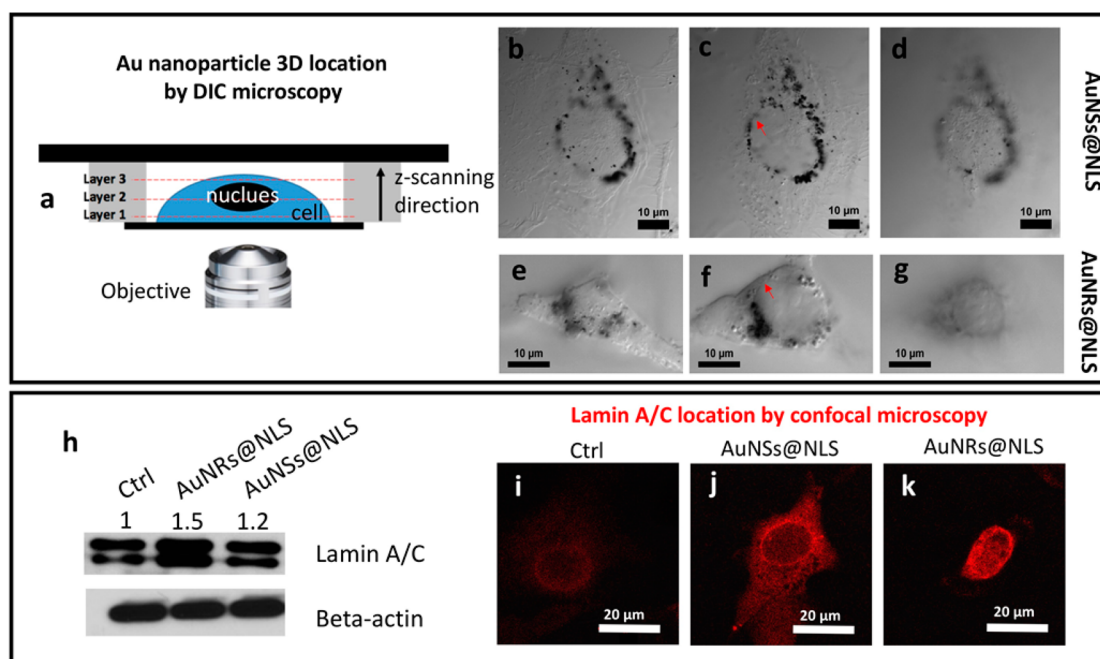 Au nanoparticle 3D location
by DIC microscopy
a
Layer 3
Layer 2
Layer 1
nuclues
cell
z-scanning
direction
Objective
b
c
d
10 μm
10 μm
10 μm
AuNSs@NLS
e
f
g
10 μm
10 μm
10 μm
AuNRs@NLS
h
Ctrl
AuNRs@NLS
AuNSs@NLS
1
1.5
1.2
Lamin A/C
Beta-actin
Lamin A/C location by confocal microscopy
Ctrl
AuNSs@NLS
AuNRs@NLS
i
j
k
20 μm
20 μm
20 μm